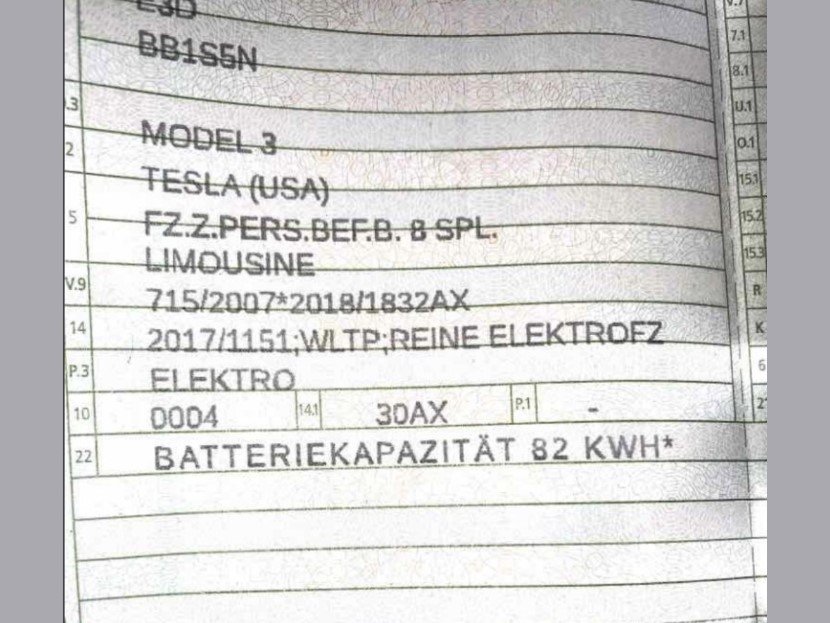 E3D
BB1S5N
.3
2 MODEL 3
TESLA (USA)
5 FZ.Z.PERS.BEF.B. 8 SPL.
LIMOUSINE
V.9 715/2007*2018/1832AX
14 2017/1151;WLTP;REINE ELEKTROFZ
P.3 ELEKTRO
10 0004 14.1 30AX P.1 -
22 BATTERIEKAPAZITÄT 82 KWH*
V.7
7.1
8.1
U.1
O.1
15.1
15.2
15.3
R
K
6